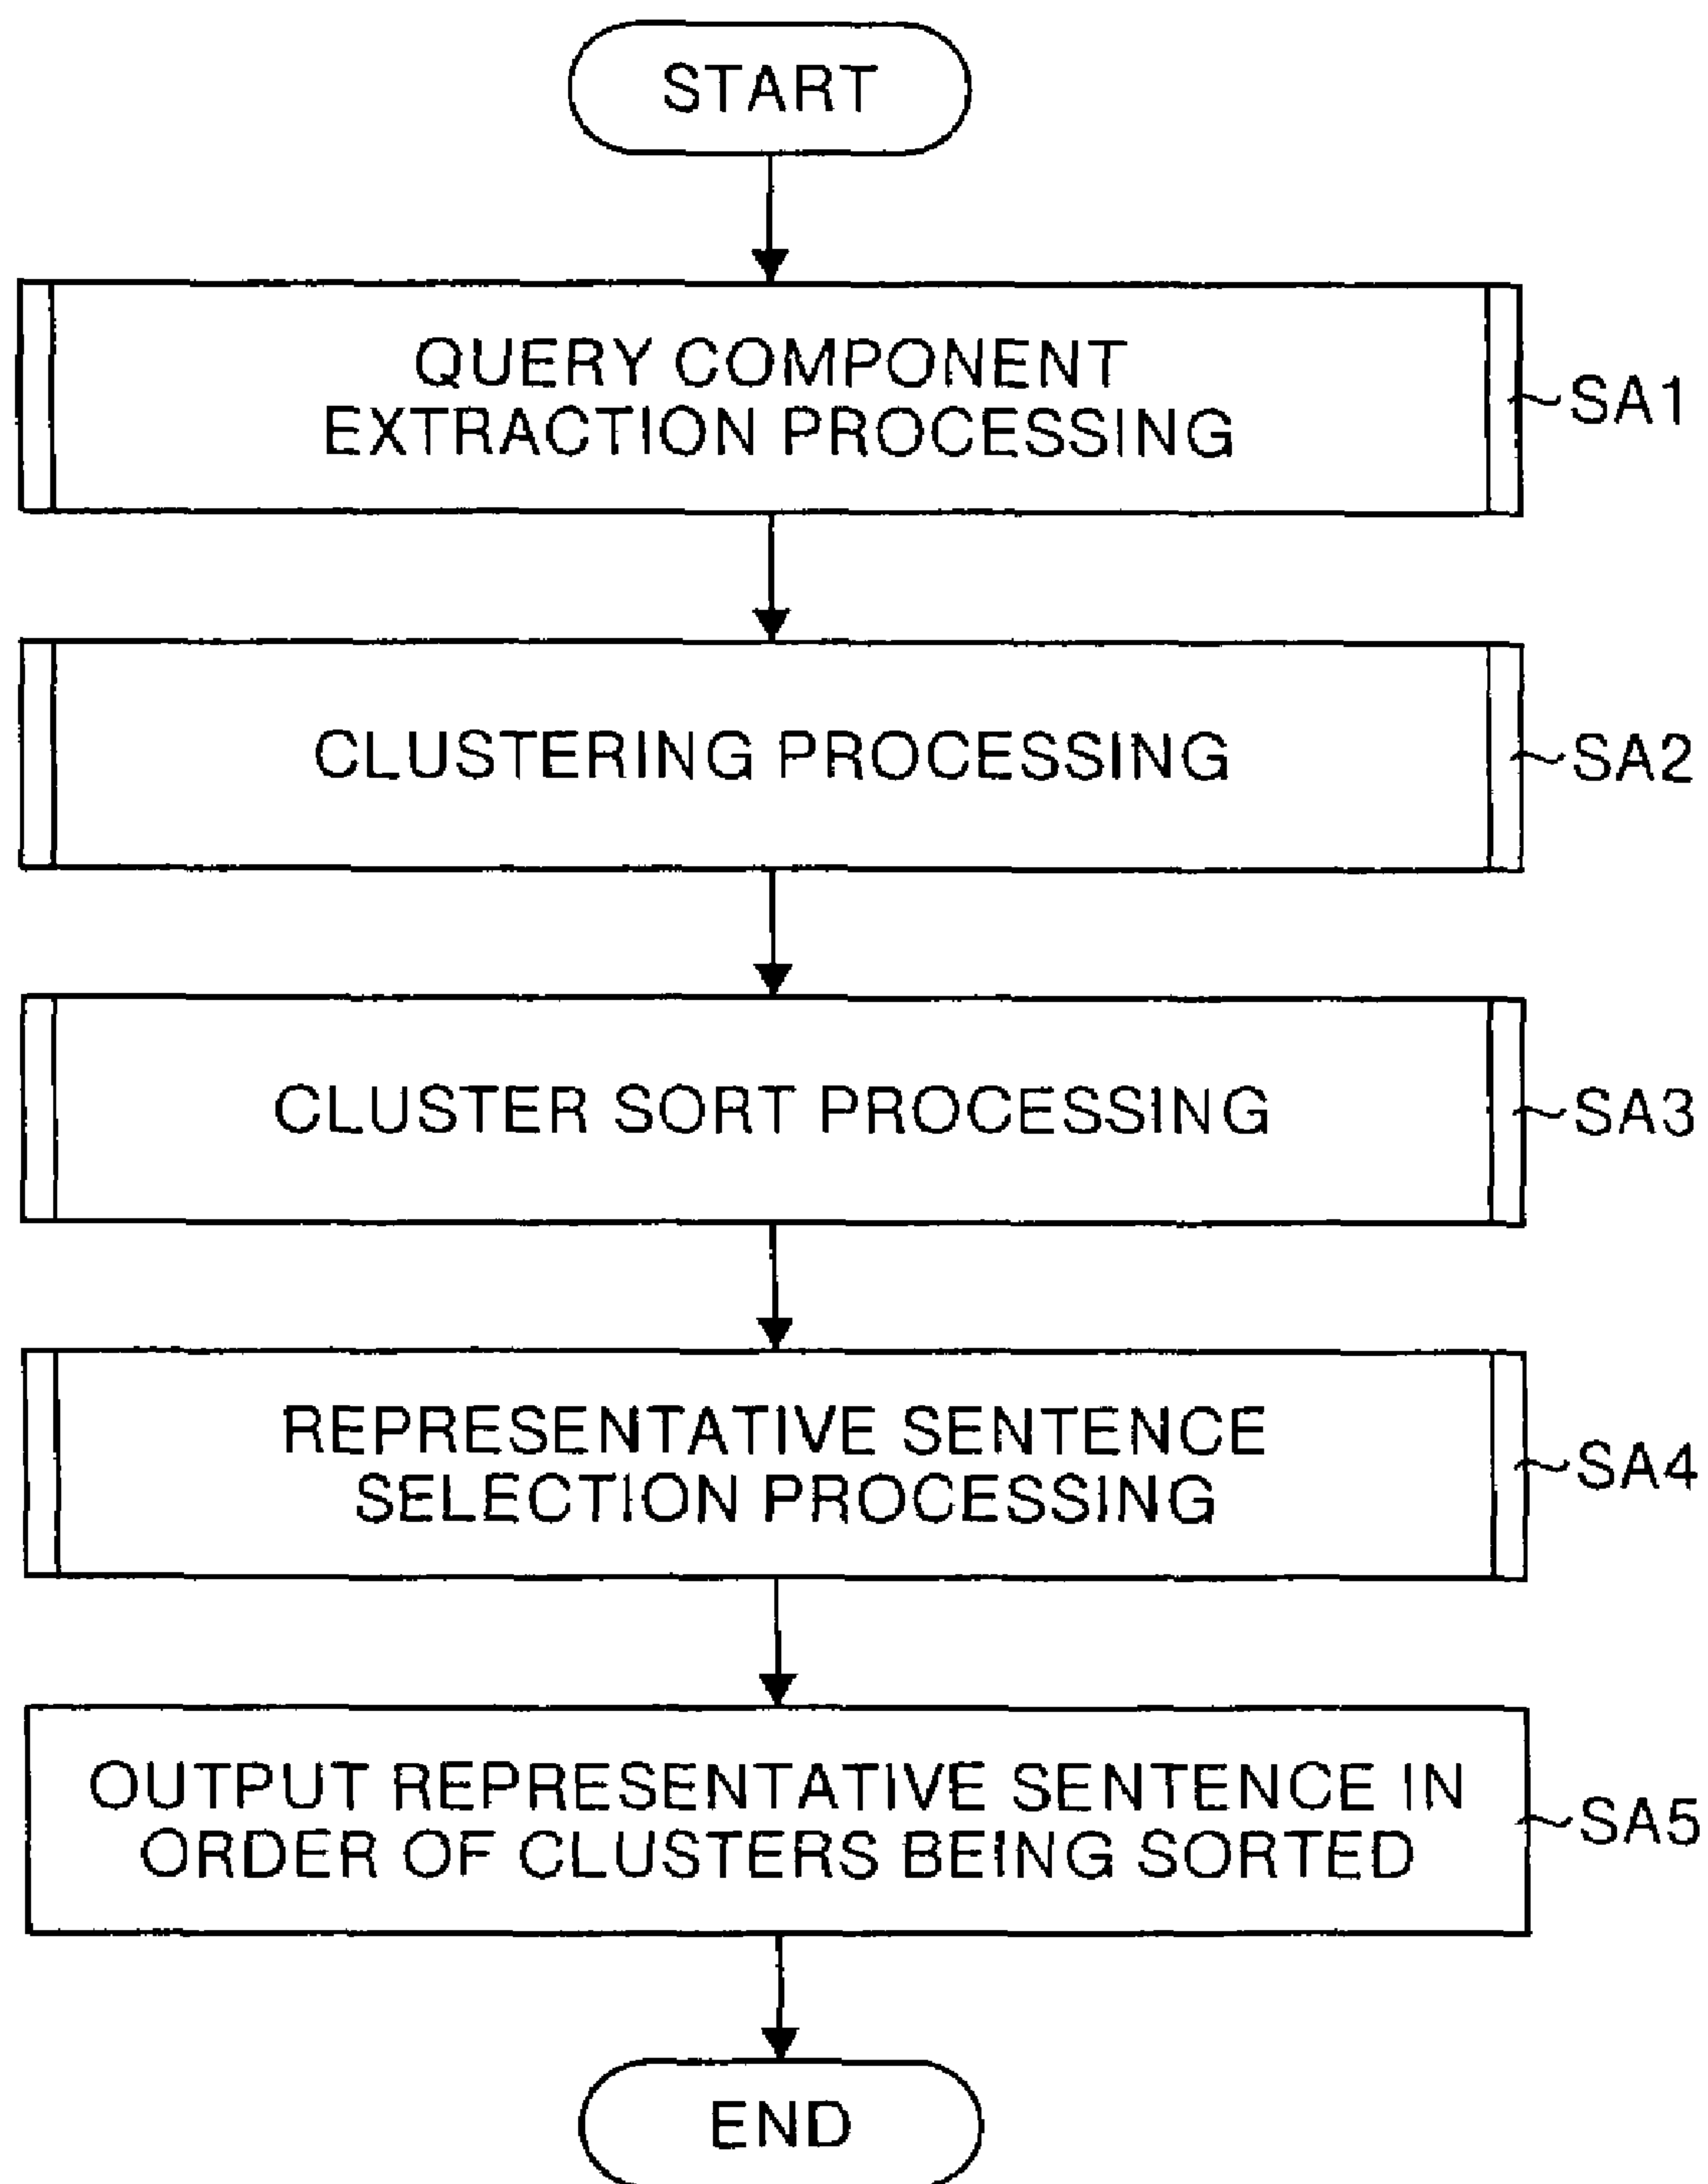 START
QUERY COMPONENT
EXTRACTION PROCESSING
SA1
CLUSTERING PROCESSING
SA2
CLUSTER SORT PROCESSING
SA3
REPRESENTATIVE SENTENCE
SELECTION PROCESSING
SA4
OUTPUT REPRESENTATIVE SENTENCE IN
ORDER OF CLUSTERS BEING SORTED
SA5
END